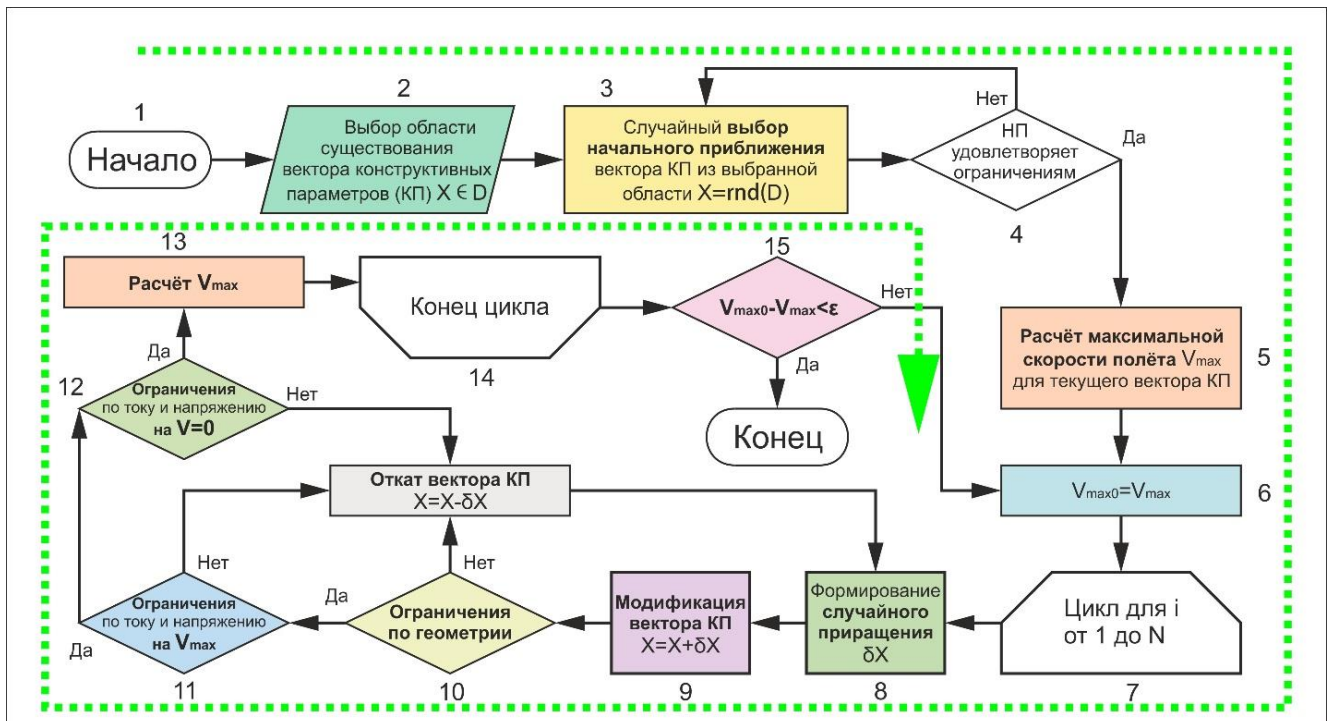 1
Начало
2
Выбор области
существования
вектора конструктивных
параметров (КП) X ∈ D
3
Случайный выбор
начального приближения
вектора КП из выбранной
области X=rnd(D)
Нет
НП
удовлетворяет
ограничениям
Да
4
13
Расчёт Vmax
Конец цикла
14
15
Vmax0-Vmax<ε
Нет
Да
Конец
Расчёт максимальной
скорости полёта Vmax
для текущего вектора КП
5
Да
12
Ограничения
по току и напряжению
на V=0
Нет
Откат вектора КП
X=X-δX
Vmax0=Vmax
6
Нет
Ограничения
по току и напряжению
на Vmax
Да
11
Да
Нет
Ограничения
по геометрии
10
Модификация
вектора КП
X=X+δX
9
Формирование
случайного
приращения
δX
8
Цикл для i
от 1 до N
7